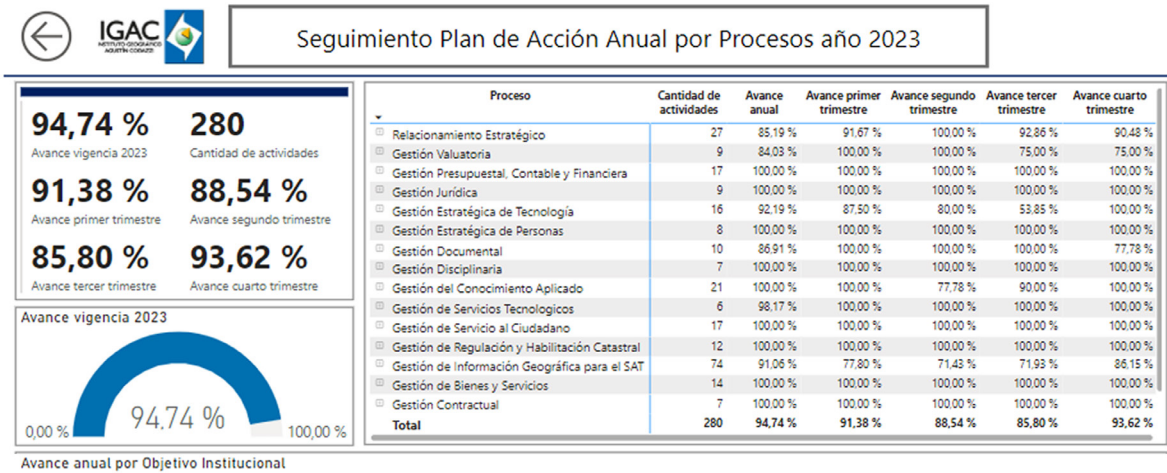 IGAC
INSTITUTO GEOGRÁFICO
AGUSTÍN CODAZZI
Seguimiento Plan de Acción Anual por Procesos año 2023
94,74 % 280
Avance vigencia 2023 Cantidad de actividades
91,38 % 88,54 %
Avance primer trimestre Avance segundo trimestre
85,80 % 93,62 %
Avance tercer trimestre Avance cuarto trimestre
Avance vigencia 2023
94,74 %
0,00 % 100,00 %
Proceso Cantidad de actividades Avance anual Avance primer trimestre Avance segundo trimestre Avance tercer trimestre Avance cuarto trimestre
Relacionamiento Estratégico 27 85,19 % 91,67 % 100,00 % 92,86 % 90,48 %
Gestión Valuatoria 9 84,03 % 100,00 % 100,00 % 75,00 % 75,00 %
Gestión Presupuestal, Contable y Financiera 17 100,00 % 100,00 % 100,00 % 100,00 % 100,00 %
Gestión Jurídica 9 100,00 % 100,00 % 100,00 % 100,00 % 100,00 %
Gestión Estratégica de Tecnología 16 92,19 % 87,50 % 80,00 % 53,85 % 100,00 %
Gestión Estratégica de Personas 8 100,00 % 100,00 % 100,00 % 100,00 % 100,00 %
Gestión Documental 10 86,91 % 100,00 % 100,00 % 100,00 % 77,78 %
Gestión Disciplinaria 7 100,00 % 100,00 % 100,00 % 100,00 % 100,00 %
Gestión del Conocimiento Aplicado 21 100,00 % 100,00 % 77,78 % 90,00 % 100,00 %
Gestión de Servicios Tecnologicos 6 98,17 % 100,00 % 100,00 % 100,00 % 100,00 %
Gestión de Servicio al Ciudadano 17 100,00 % 100,00 % 100,00 % 100,00 % 100,00 %
Gestión de Regulación y Habilitación Catastral 12 100,00 % 100,00 % 100,00 % 100,00 % 100,00 %
Gestión de Información Geográfica para el SAT 74 91,06 % 77,80 % 71,43 % 71,93 % 86,15 %
Gestión de Bienes y Servicios 14 100,00 % 100,00 % 100,00 % 100,00 % 100,00 %
Gestión Contractual 7 100,00 % 100,00 % 100,00 % 100,00 % 100,00 %
Total 280 94,74 % 91,38 % 88,54 % 85,80 % 93,62 %
Avance anual por Objetivo Institucional